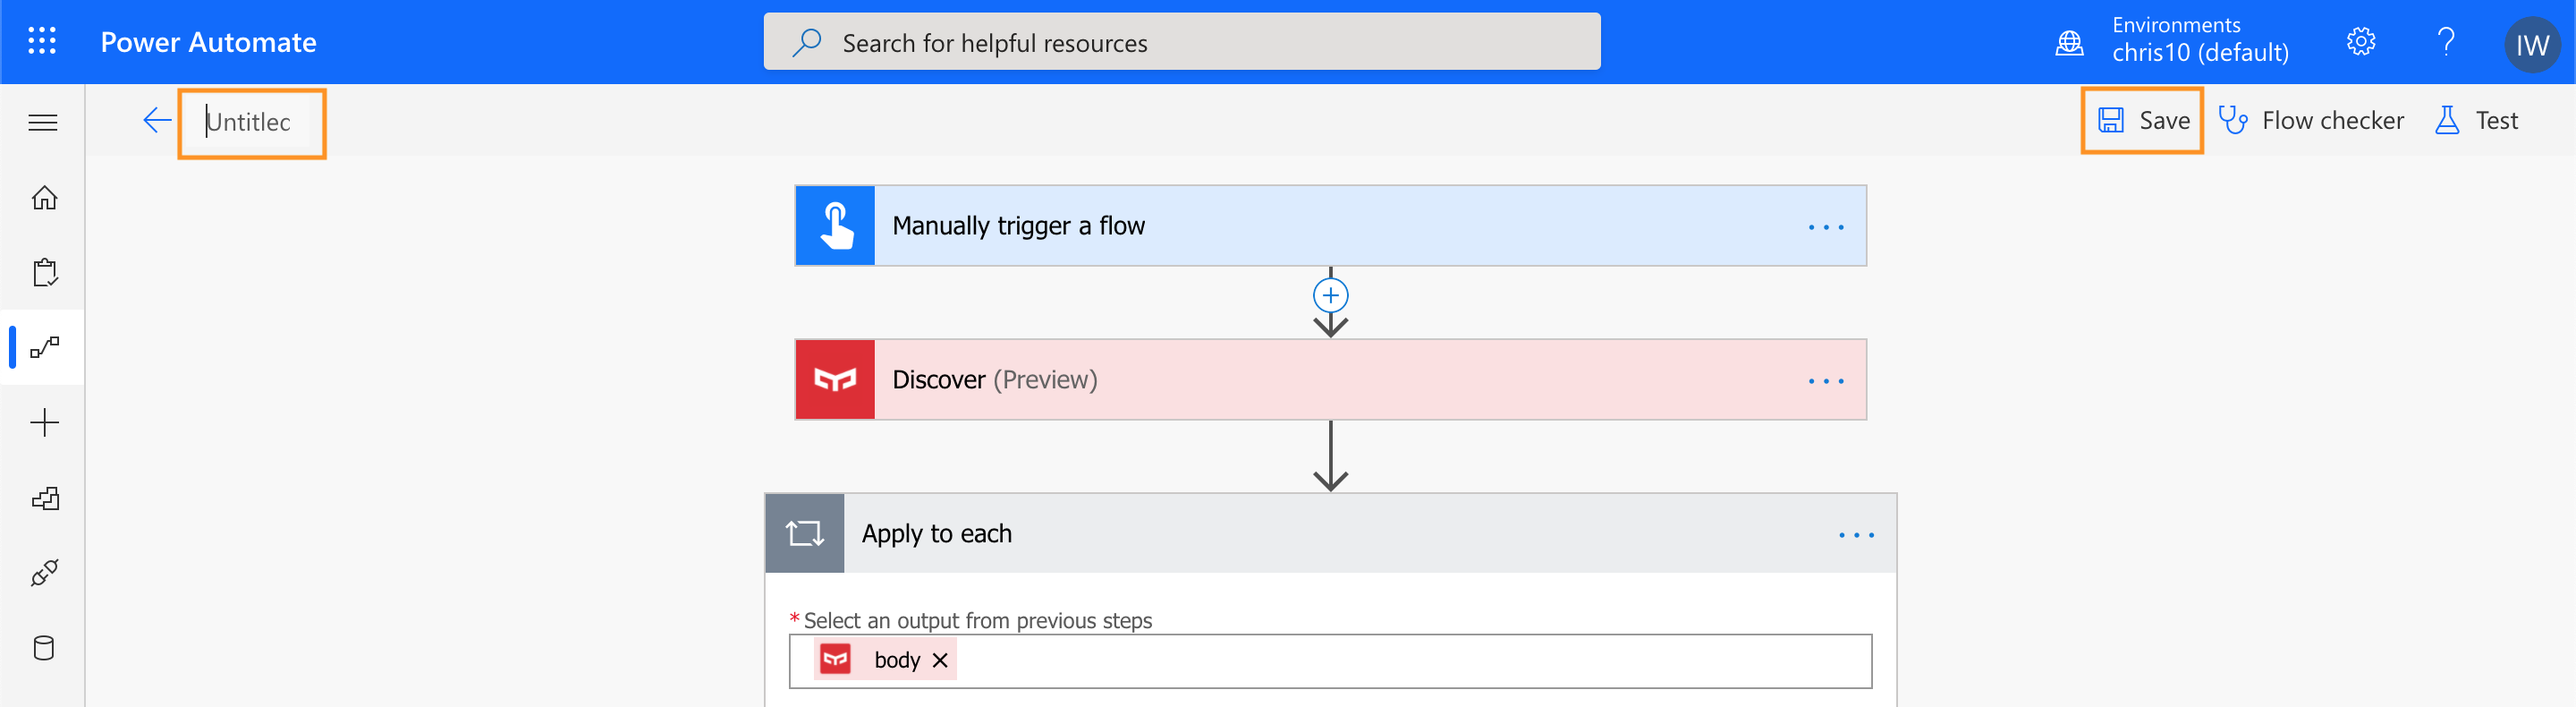 Power Automate
Search for helpful resources
Environments
chris10 (default)
IW
Untitlec
Save
Flow checker
Test
Manually trigger a flow
Discover (Preview)
Apply to each
* Select an output from previous steps
body